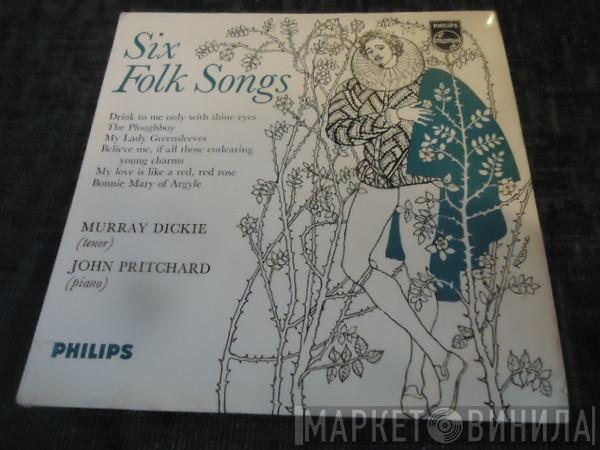 Six
Folk Songs
Drink to me only with thine eyes
The Ploughboy
My Lady Greensleeves
Believe me, if all those endearing
young charms
My love is like a red, red rose
Bonnie Mary of Argyle
MURRAY DICKIE
(tenor)
JOHN PRITCHARD
(piano)
PHILIPS
PHILIPS
МАРКЕТ ВИНИЛА